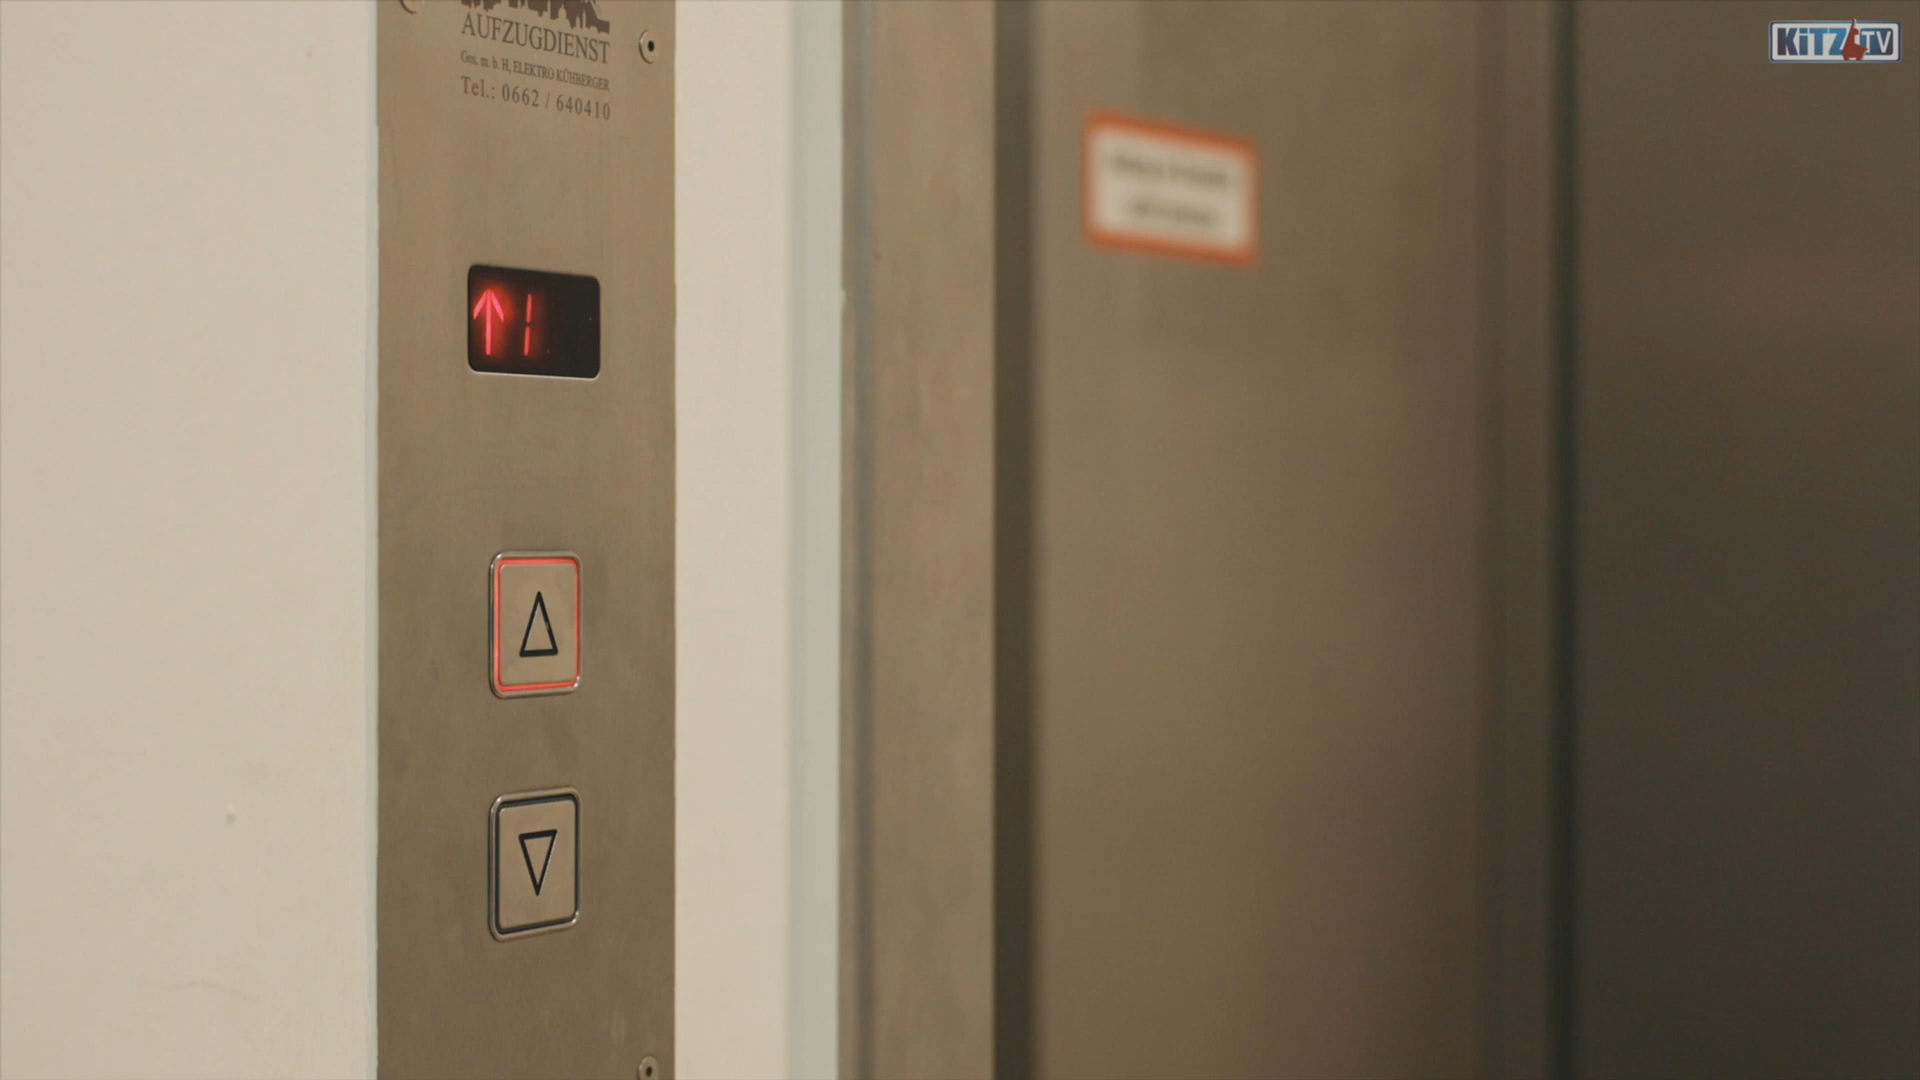 AUFZUGDIENST
Ges. m. b. H, ELEKTRO KÜHBERGER
Tel.: 0662 / 640410
1
KiTZ TV